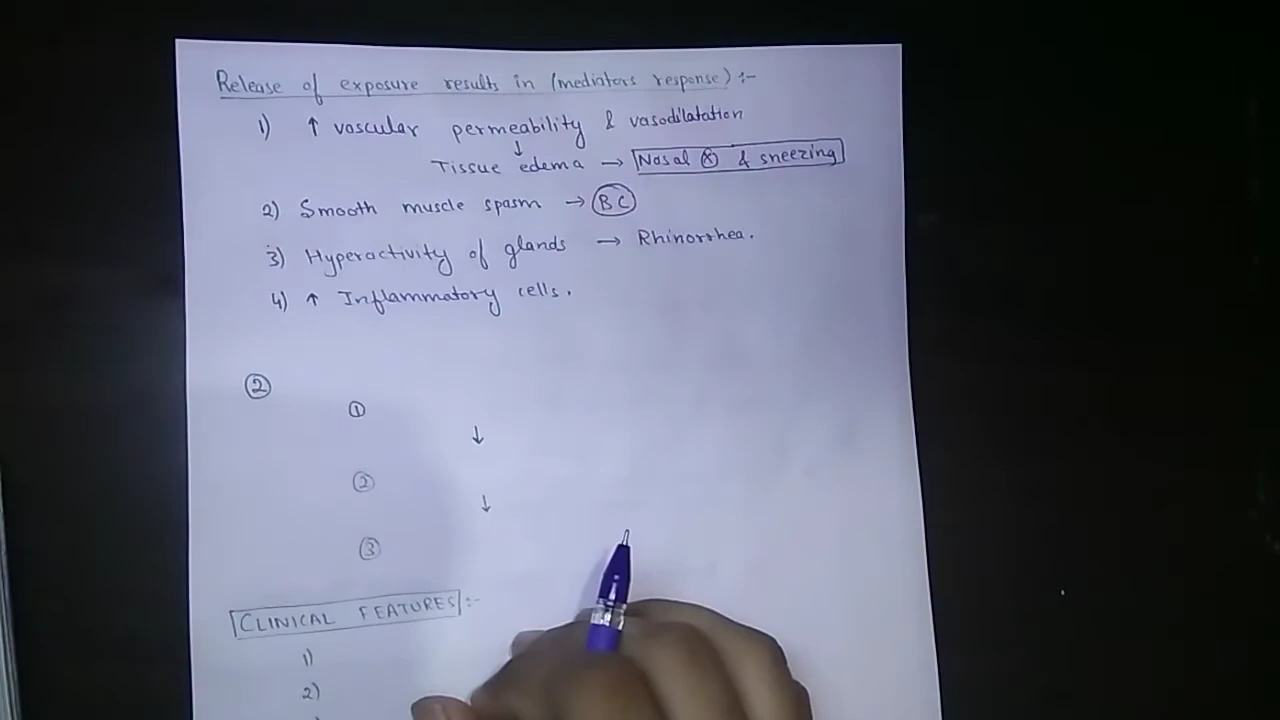 Release of exposure results in (mediators response) :-
1) ↑ vascular permeability & vasodilatation
↓
Tissue edema → Nasal ⊗ & sneezing
2) Smooth muscle spasm → BC
3) Hyperactivity of glands → Rhinorrhea.
4) ↑ Inflammatory cells.
②
①
↓
②
↓
③
CLINICAL FEATURES :-
1)
2)